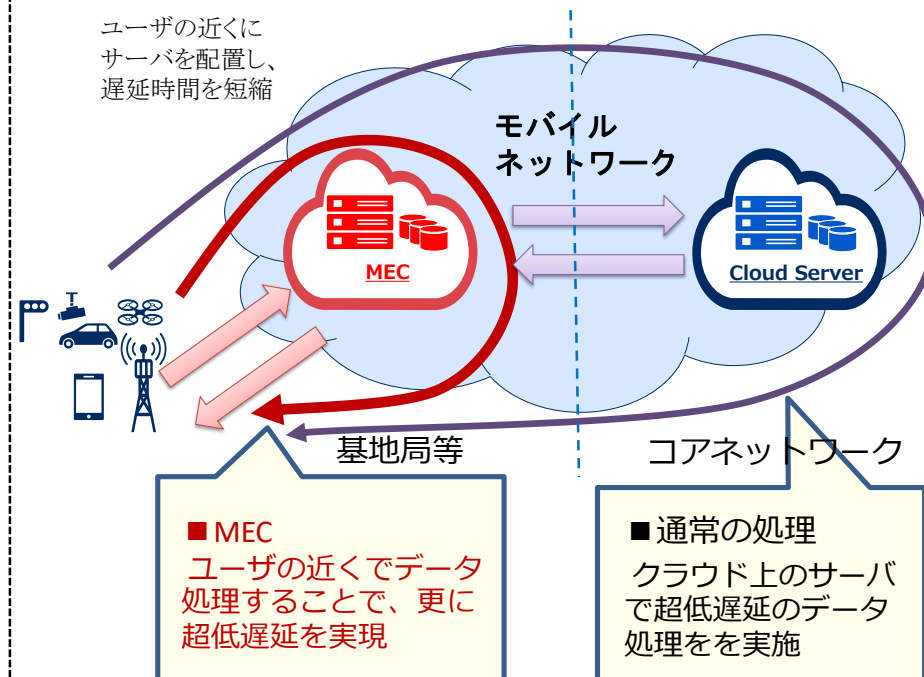 ユーザの近くに
サーバを配置し、
遅延時間を短縮
モバイル
ネットワーク
MEC
Cloud Server
基地局等
コアネットワーク
■MEC
ユーザの近くでデータ
処理することで、更に
超低遅延を実現
■通常の処理
クラウド上のサーバ
で超低遅延のデータ
処理をを実施